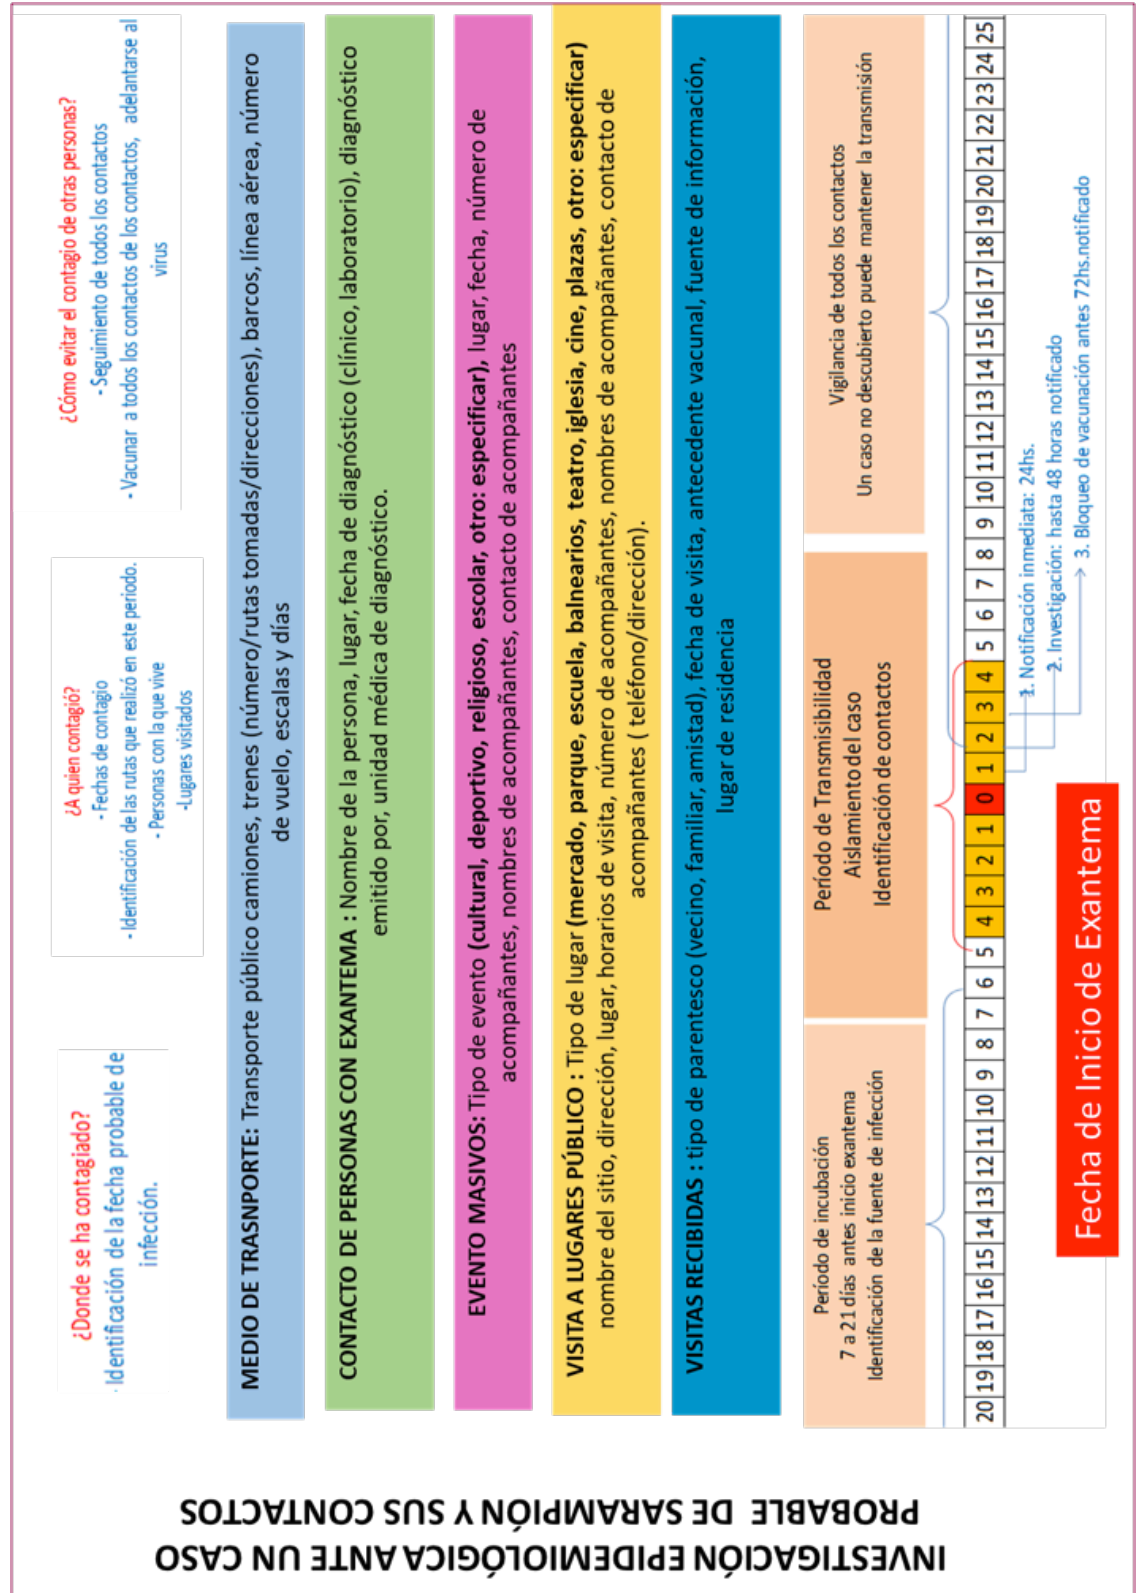 INVESTIGACIÓN EPIDEMIOLÓGICA ANTE UN CASO
PROBABLE DE SARAMPIÓN Y SUS CONTACTOS
¿Donde se ha contagiado?
- Identificación de la fecha probable de
infección.
¿A quien contagió?
- Fechas de contagio
- Identificación de las rutas que realizó en este periodo.
- Personas con la que vive
-Lugares visitados
¿Cómo evitar el contagio de otras personas?
- Seguimiento de todos los contactos
- Vacunar a todos los contactos de los contactos, adelantarse al
virus
MEDIO DE TRASNPORTE: Transporte público camiones, trenes (número/rutas tomadas/direcciones), barcos, línea aérea, número
de vuelo, escalas y días
CONTACTO DE PERSONAS CON EXANTEMA : Nombre de la persona, lugar, fecha de diagnóstico (clínico, laboratorio), diagnóstico
emitido por, unidad médica de diagnóstico.
EVENTO MASIVOS: Tipo de evento (cultural, deportivo, religioso, escolar, otro: especificar), lugar, fecha, número de
acompañantes, nombres de acompañantes, contacto de acompañantes
VISITA A LUGARES PÚBLICO : Tipo de lugar (mercado, parque, escuela, balnearios, teatro, iglesia, cine, plazas, otro: especificar)
nombre del sitio, dirección, lugar, horarios de visita, número de acompañantes, nombres de acompañantes, contacto de
acompañantes ( teléfono/dirección).
VISITAS RECIBIDAS : tipo de parentesco (vecino, familiar, amistad), fecha de visita, antecedente vacunal, fuente de información,
lugar de residencia
Período de incubación
7 a 21 días antes inicio exantema
Identificación de la fuente de infección
Período de Transmisibilidad
Aislamiento del caso
Identificación de contactos
Vigilancia de todos los contactos
Un caso no descubierto puede mantener la transmisión
20 19 18 17 16 15 14 13 12 11 10 9 8 7 6 5 4 3 2 1 0 1 2 3 4 5 6 7 8 9 10 11 12 13 14 15 16 17 18 19 20 21 22 23 24 25
1. Notificación inmediata: 24hs.
2. Investigación: hasta 48 horas notificado
3. Bloqueo de vacunación antes 72hs.notificado
Fecha de Inicio de Exantema